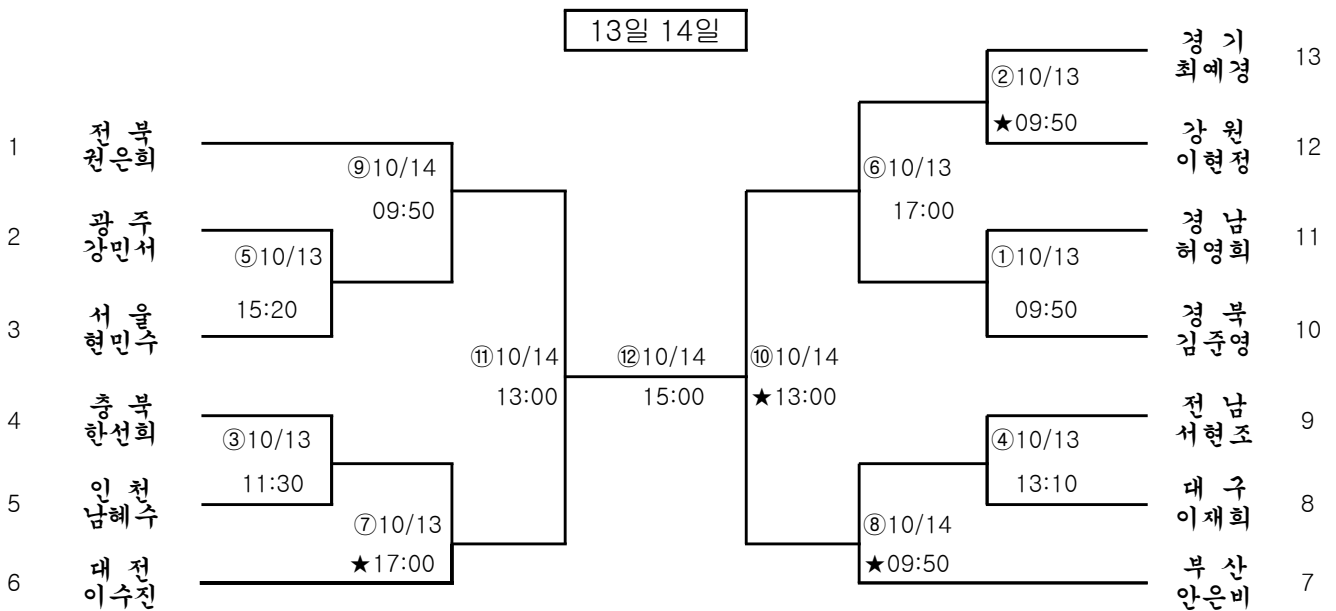 13일 14일
1
전 북
권은희
⑨10/14
09:50
2
광 주
강민서
⑤10/13
15:20
3
서 울
현민수
⑪10/14
13:00
4
충 북
한선희
③10/13
11:30
5
인 천
남혜수
⑦10/13
★17:00
6
대 전
이수진
⑫10/14
15:00
경 기
최예경
13
②10/13
★09:50
강 원
이현정
12
⑥10/13
17:00
경 남
허영희
11
①10/13
09:50
경 북
김준영
10
⑩10/14
★13:00
전 남
서현조
9
④10/13
13:10
대 구
이재희
8
⑧10/14
★09:50
부 산
안은비
7